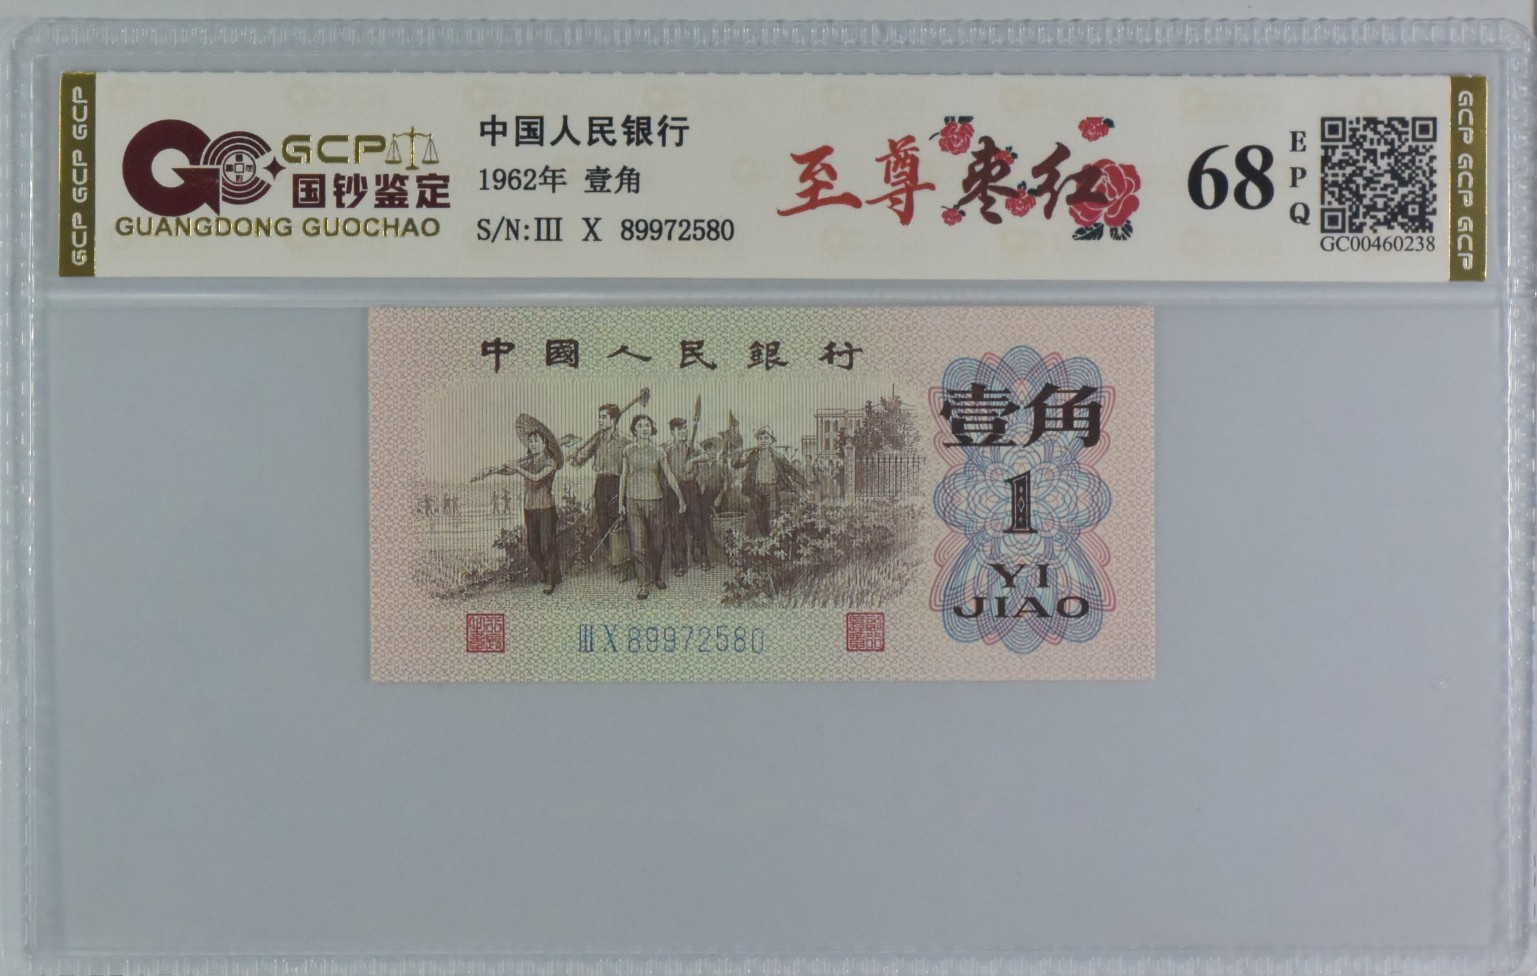 GCP GCP GCP
GCP
国钞鉴定
GUANGDONG GUOCHAO
中国人民银行
1962年 壹角
S/N:III X 89972580
至尊枣红
68
EPQ
GC00460238
GCP GCP GCP
中國人民銀行
壹角
1
YI
JIAO
III X 89972580